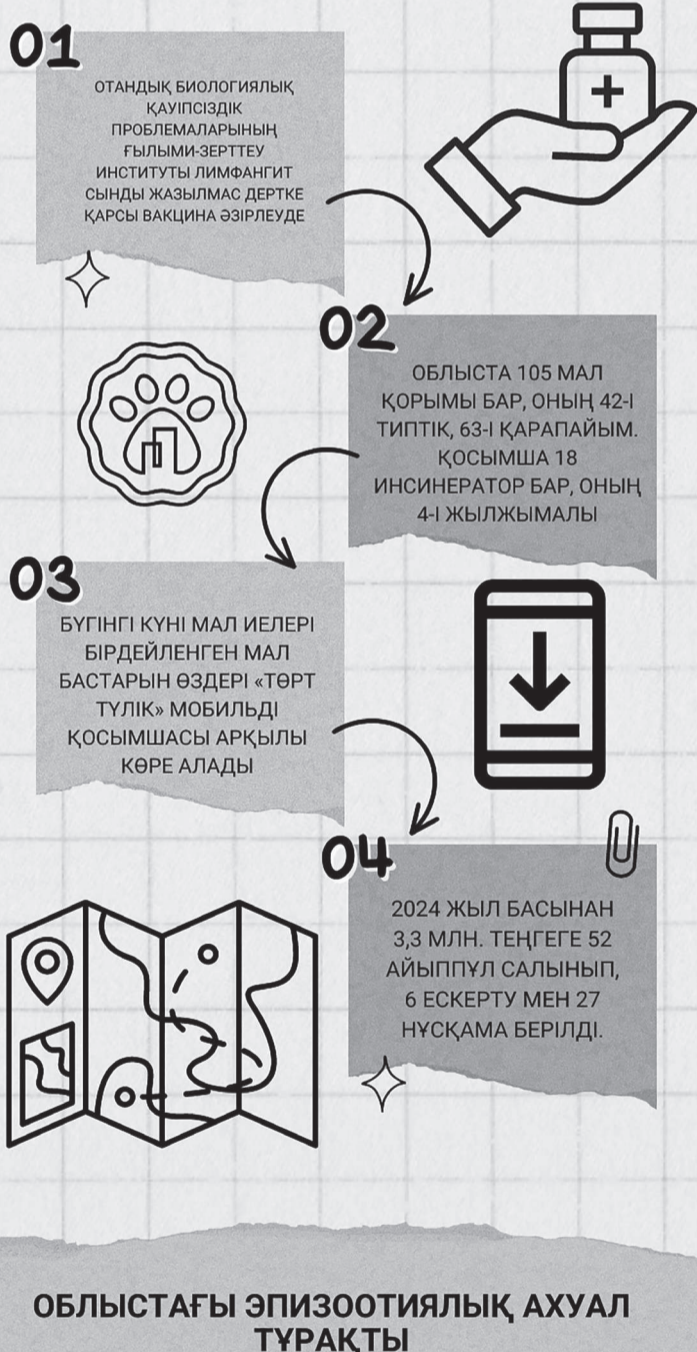 01
ОТАНДЫҚ БИОЛОГИЯЛЫҚ
ҚАУІПСІЗДІК
ПРОБЛЕМАЛАРЫНЫҢ
ҒЫЛЫМИ-ЗЕРТТЕУ
ИНСТИТУТЫ ЛИМФАНГИТ
СЫНДЫ ЖАЗЫЛМАС ДЕРТКЕ
ҚАРСЫ ВАКЦИНА ӘЗІРЛЕУДЕ
02
ОБЛЫСТА 105 МАЛ
ҚОРЫМЫ БАР, ОНЫҢ 42-І
ТИПТІК, 63-І ҚАРАПАЙЫМ.
ҚОСЫМША 18
ИНСИНЕРАТОР БАР, ОНЫҢ
4-І ЖЫЛЖЫМАЛЫ
03
БҮГІНГІ КҮНІ МАЛ ИЕЛЕРІ
БІРДЕЙЛЕНГЕН МАЛ
БАСТАРЫН ӨЗДЕРІ «ТӨРТ
ТҮЛІК» МОБИЛЬДІ
ҚОСЫМШАСЫ АРҚЫЛЫ
КӨРЕ АЛАДЫ
04
2024 ЖЫЛ БАСЫНАН
3,3 МЛН. ТЕҢГЕГЕ 52
АЙЫППҰЛ САЛЫНЫП,
6 ЕСКЕРТУ МЕН 27
НҰСҚАМА БЕРІЛДІ.
ОБЛЫСТАҒЫ ЭПИЗООТИЯЛЫҚ АХУАЛ
ТҰРАҚТЫ